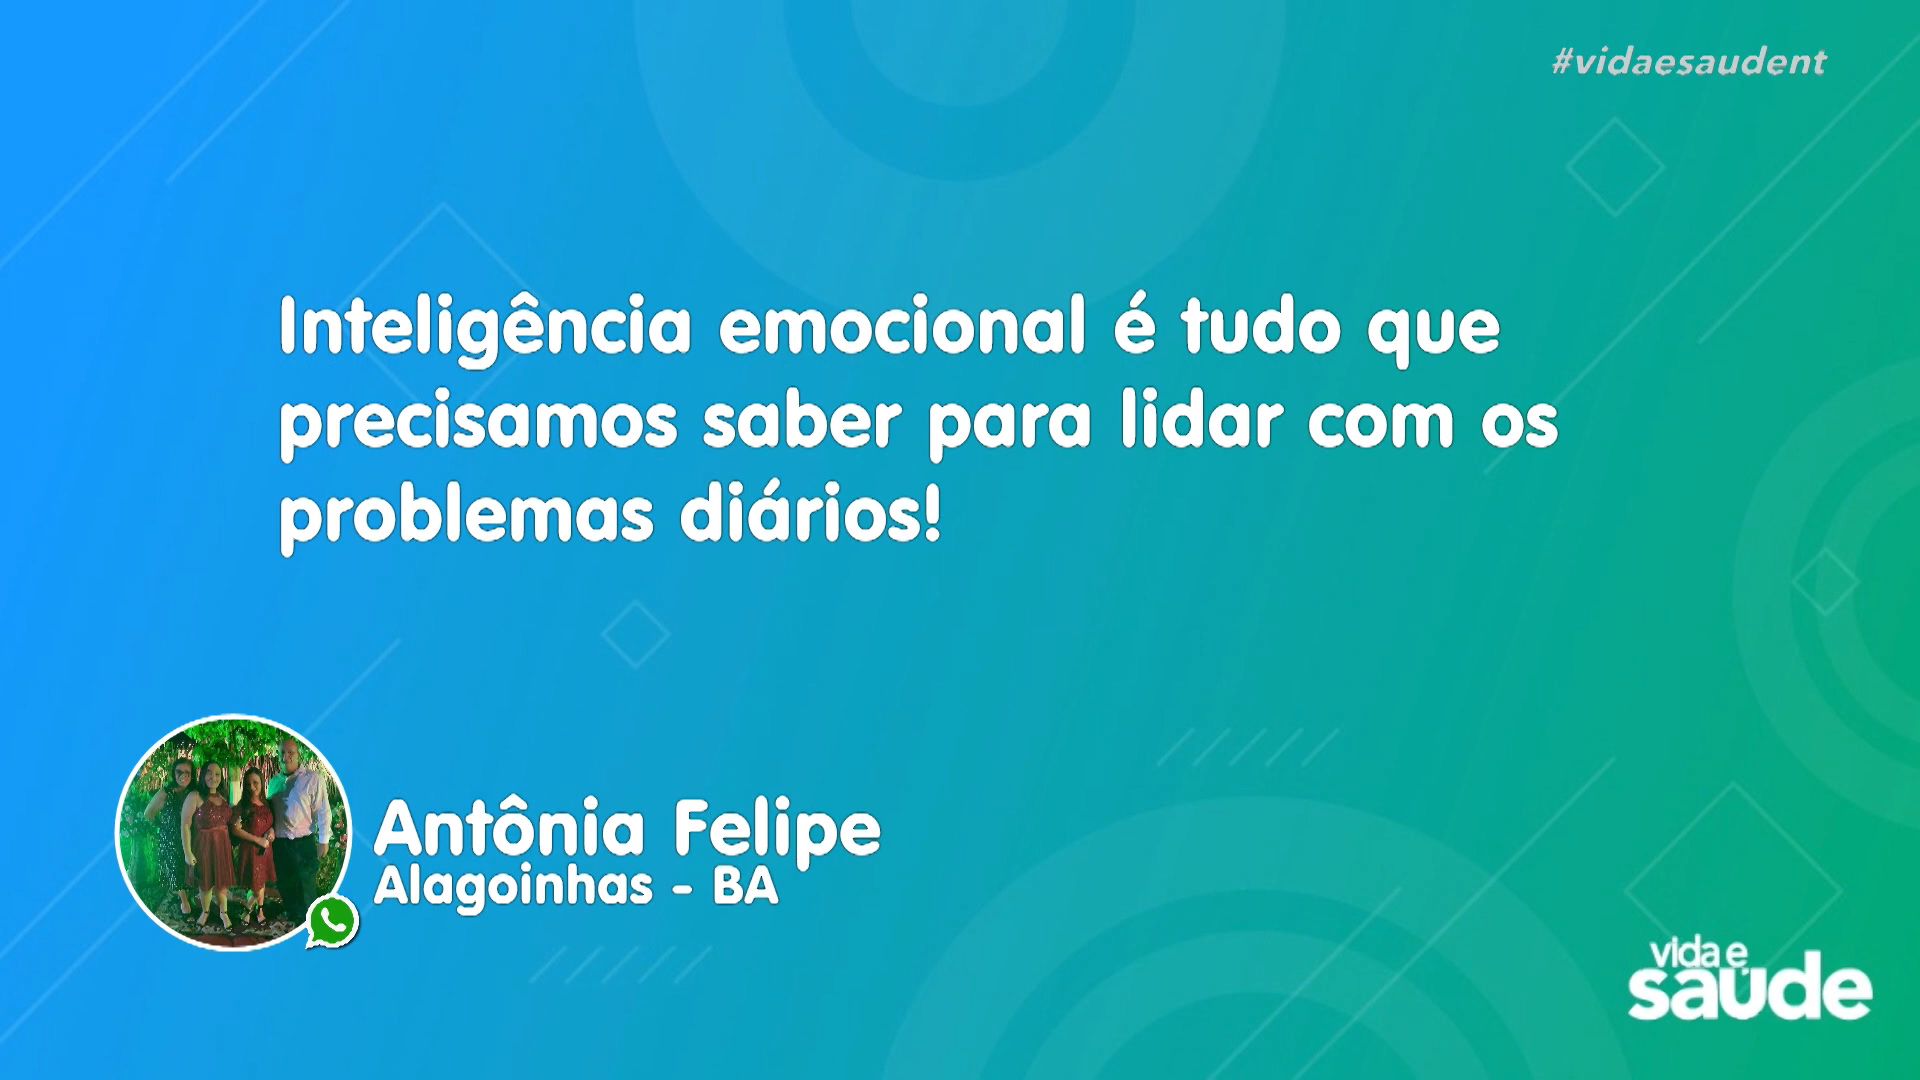 #vidaesaudent
Inteligência emocional é tudo que
precisamos saber para lidar com os
problemas diários!
Antônia Felipe
Alagoinhas - BA
vida e
saúde